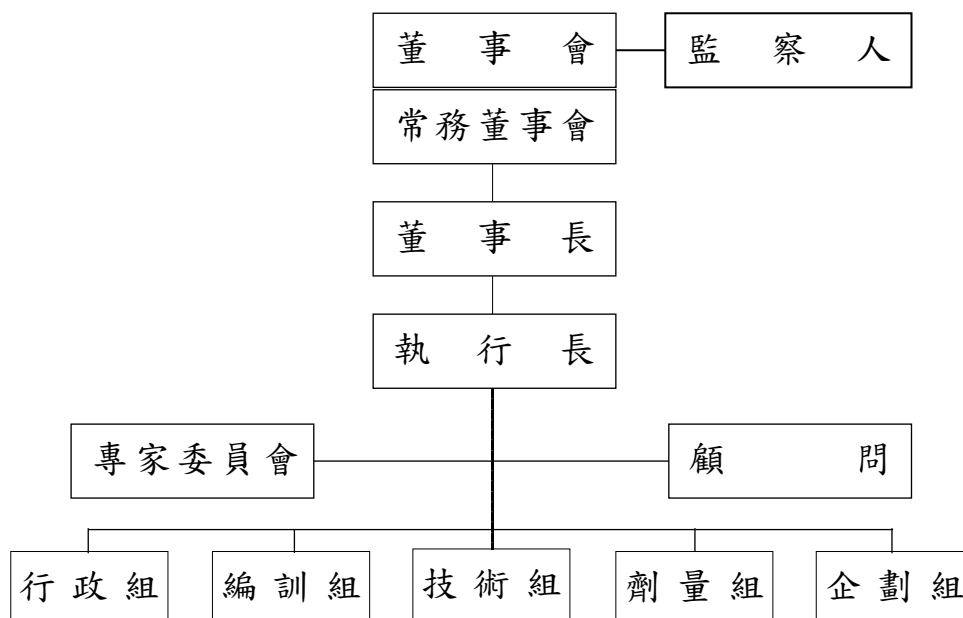 董事會 監察人
常務董事會
董事長
執行長
專家委員會 顧問
行政組 編訓組 技術組 劑量組 企劃組